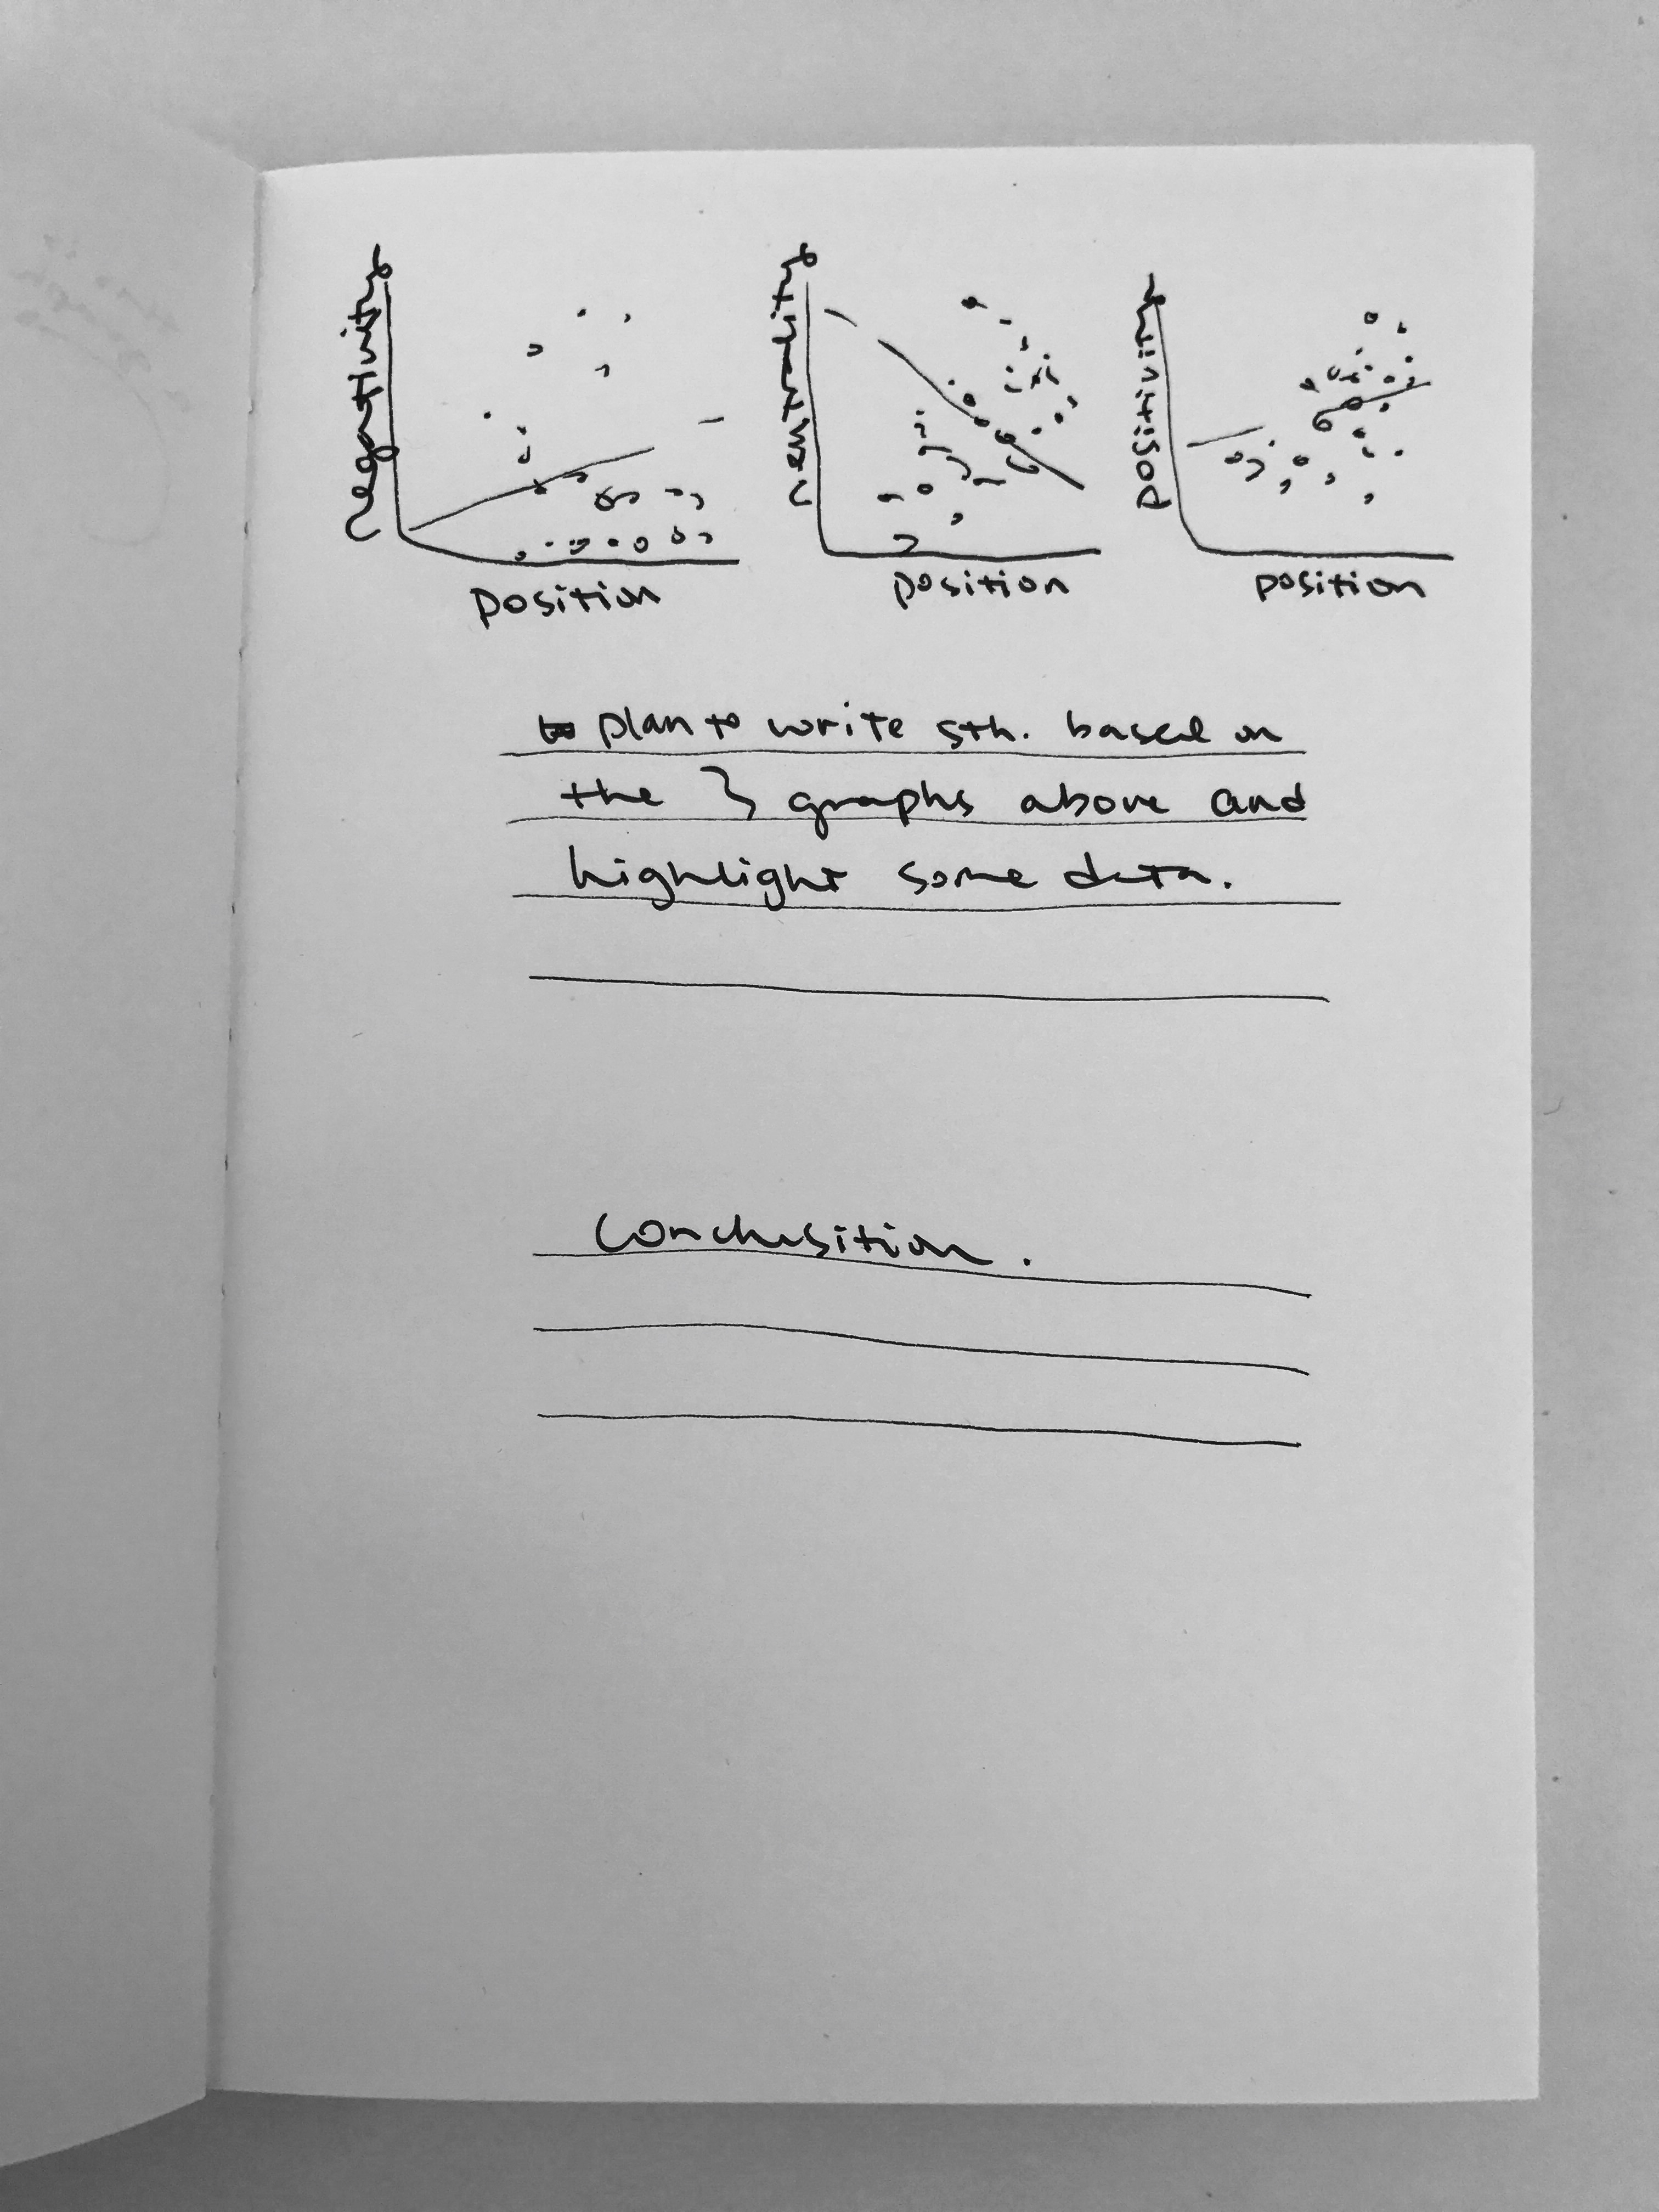 negativity
neutrality
positivity
position
position
position
plan to write sth. based on
the 3 graphs above and
highlight some data.
Conclusition.